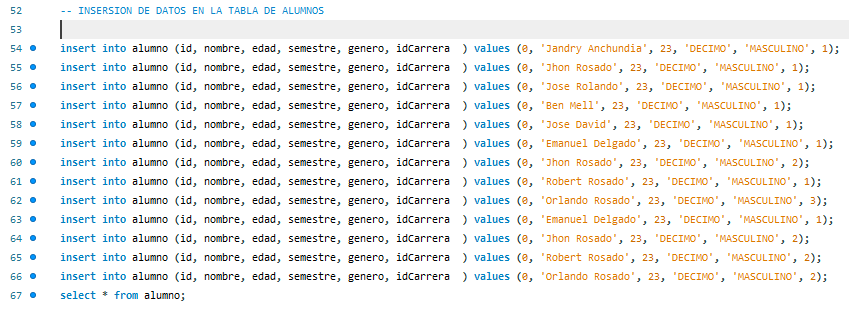 52 -- INSERSION DE DATOS EN LA TABLA DE ALUMNOS
53
54 insert into alumno (id, nombre, edad, semestre, genero, idCarrera  ) values (0, 'Jandry Anchundia', 23, 'DECIMO', 'MASCULINO', 1);
55 insert into alumno (id, nombre, edad, semestre, genero, idCarrera  ) values (0, 'Jhon Rosado', 23, 'DECIMO', 'MASCULINO', 1);
56 insert into alumno (id, nombre, edad, semestre, genero, idCarrera  ) values (0, 'Jose Rolando', 23, 'DECIMO', 'MASCULINO', 1);
57 insert into alumno (id, nombre, edad, semestre, genero, idCarrera  ) values (0, 'Ben Mell', 23, 'DECIMO', 'MASCULINO', 1);
58 insert into alumno (id, nombre, edad, semestre, genero, idCarrera  ) values (0, 'Jose David', 23, 'DECIMO', 'MASCULINO', 1);
59 insert into alumno (id, nombre, edad, semestre, genero, idCarrera  ) values (0, 'Emanuel Delgado', 23, 'DECIMO', 'MASCULINO', 1);
60 insert into alumno (id, nombre, edad, semestre, genero, idCarrera  ) values (0, 'Jhon Rosado', 23, 'DECIMO', 'MASCULINO', 2);
61 insert into alumno (id, nombre, edad, semestre, genero, idCarrera  ) values (0, 'Robert Rosado', 23, 'DECIMO', 'MASCULINO', 1);
62 insert into alumno (id, nombre, edad, semestre, genero, idCarrera  ) values (0, 'Orlando Rosado', 23, 'DECIMO', 'MASCULINO', 3);
63 insert into alumno (id, nombre, edad, semestre, genero, idCarrera  ) values (0, 'Emanuel Delgado', 23, 'DECIMO', 'MASCULINO', 1);
64 insert into alumno (id, nombre, edad, semestre, genero, idCarrera  ) values (0, 'Jhon Rosado', 23, 'DECIMO', 'MASCULINO', 2);
65 insert into alumno (id, nombre, edad, semestre, genero, idCarrera  ) values (0, 'Robert Rosado', 23, 'DECIMO', 'MASCULINO', 2);
66 insert into alumno (id, nombre, edad, semestre, genero, idCarrera  ) values (0, 'Orlando Rosado', 23, 'DECIMO', 'MASCULINO', 2);
67 select * from alumno;